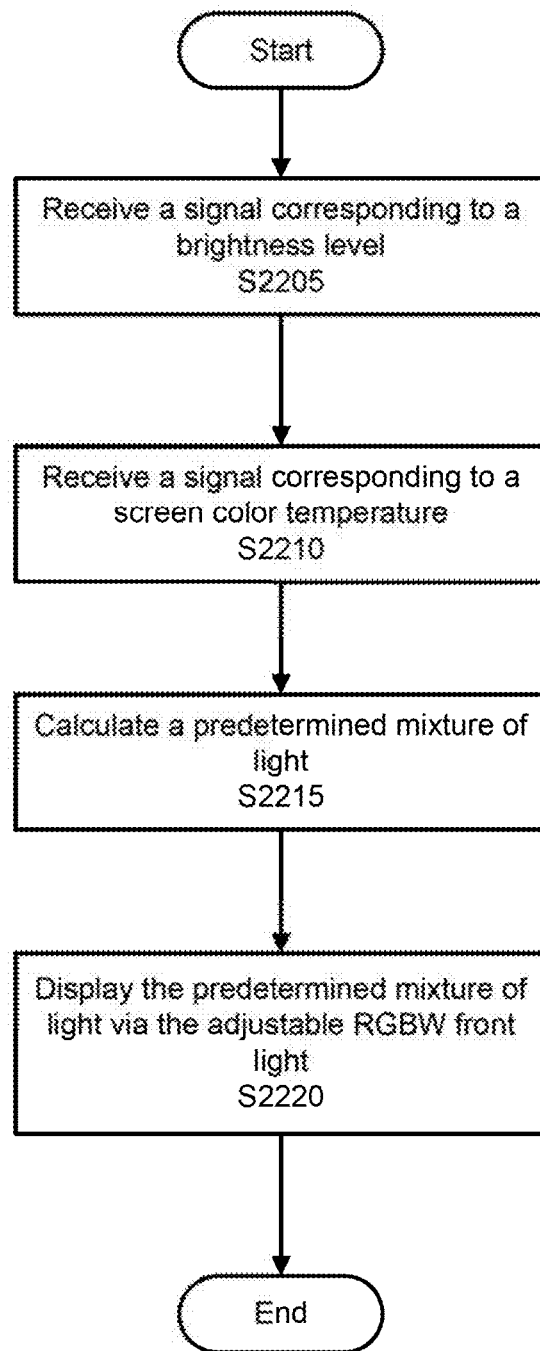 Start
Receive a signal corresponding to a
brightness level
S2205
Receive a signal corresponding to a
screen color temperature
S2210
Calculate a predetermined mixture of
light
S2215
Display the predetermined mixture of
light via the adjustable RGBW front
light
S2220
End